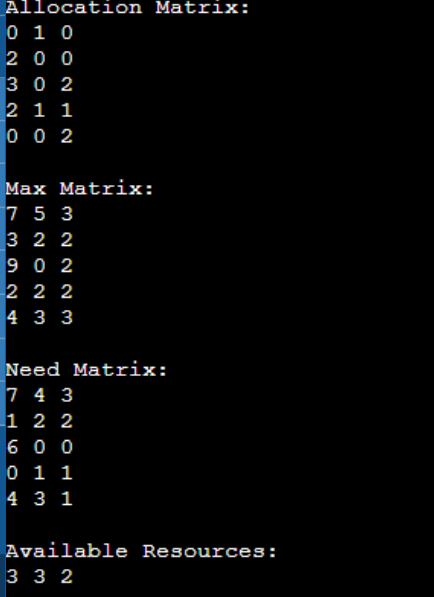 Allocation Matrix:
0 1 0
2 0 0
3 0 2
2 1 1
0 0 2
Max Matrix:
7 5 3
3 2 2
9 0 2
2 2 2
4 3 3
Need Matrix:
7 4 3
1 2 2
6 0 0
0 1 1
4 3 1
Available Resources:
3 3 2